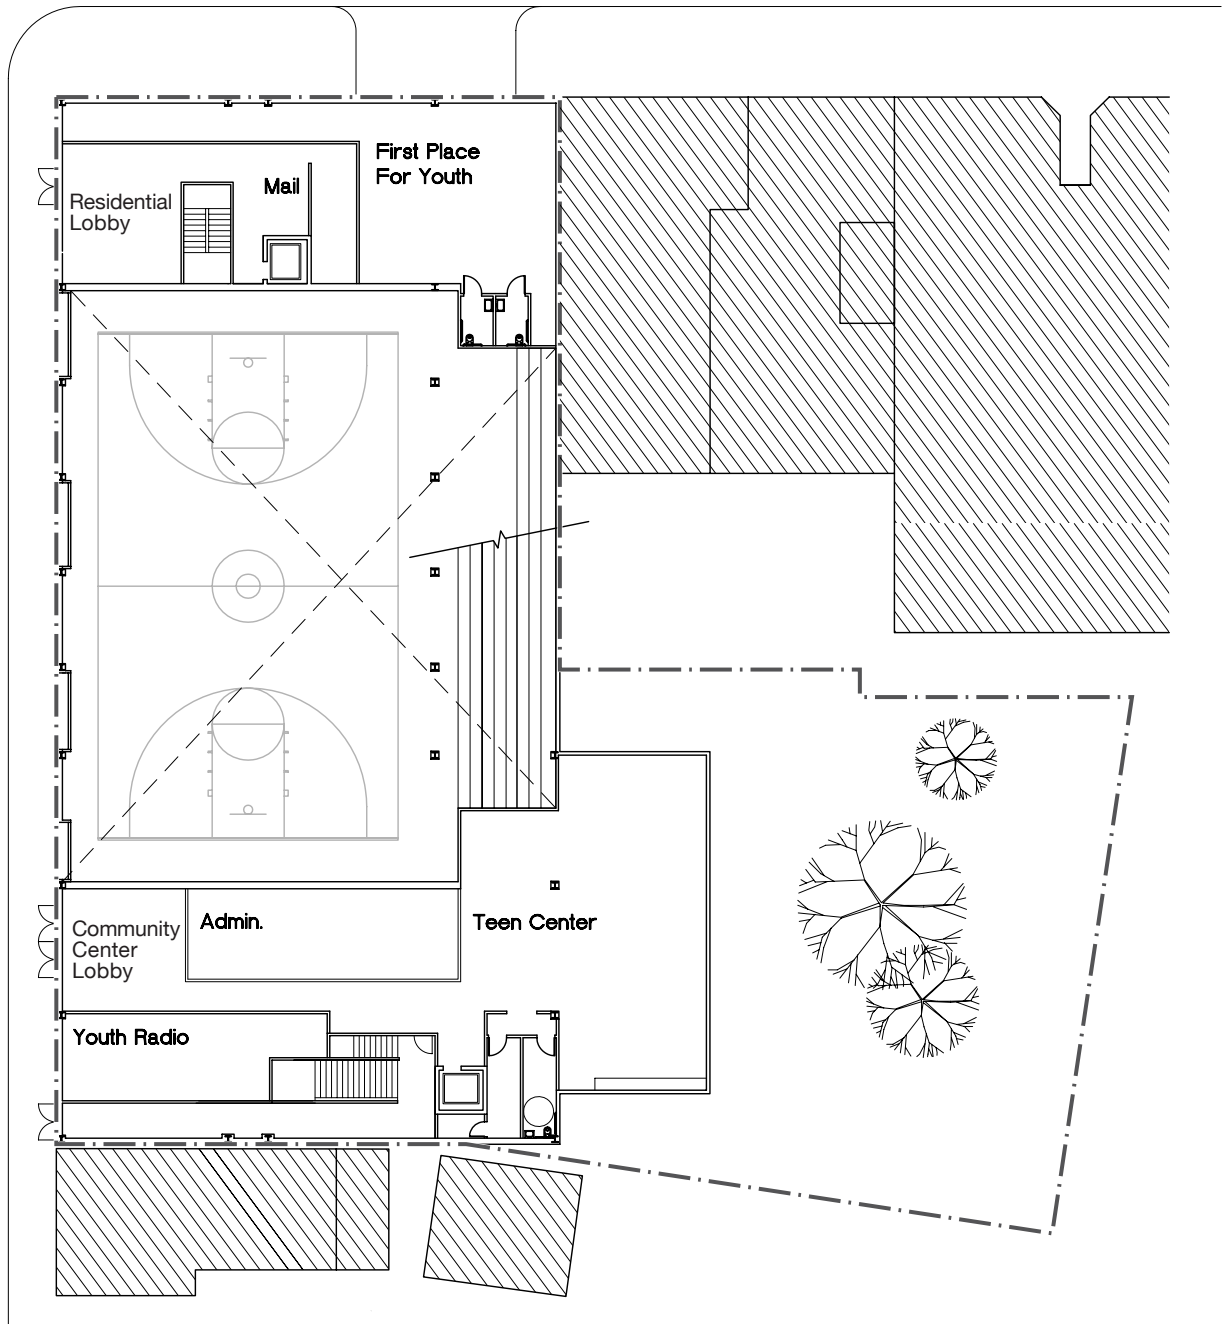 First Place
For Youth
Mail
Residential
Lobby
Community
Center
Lobby
Admin.
Teen Center
Youth Radio